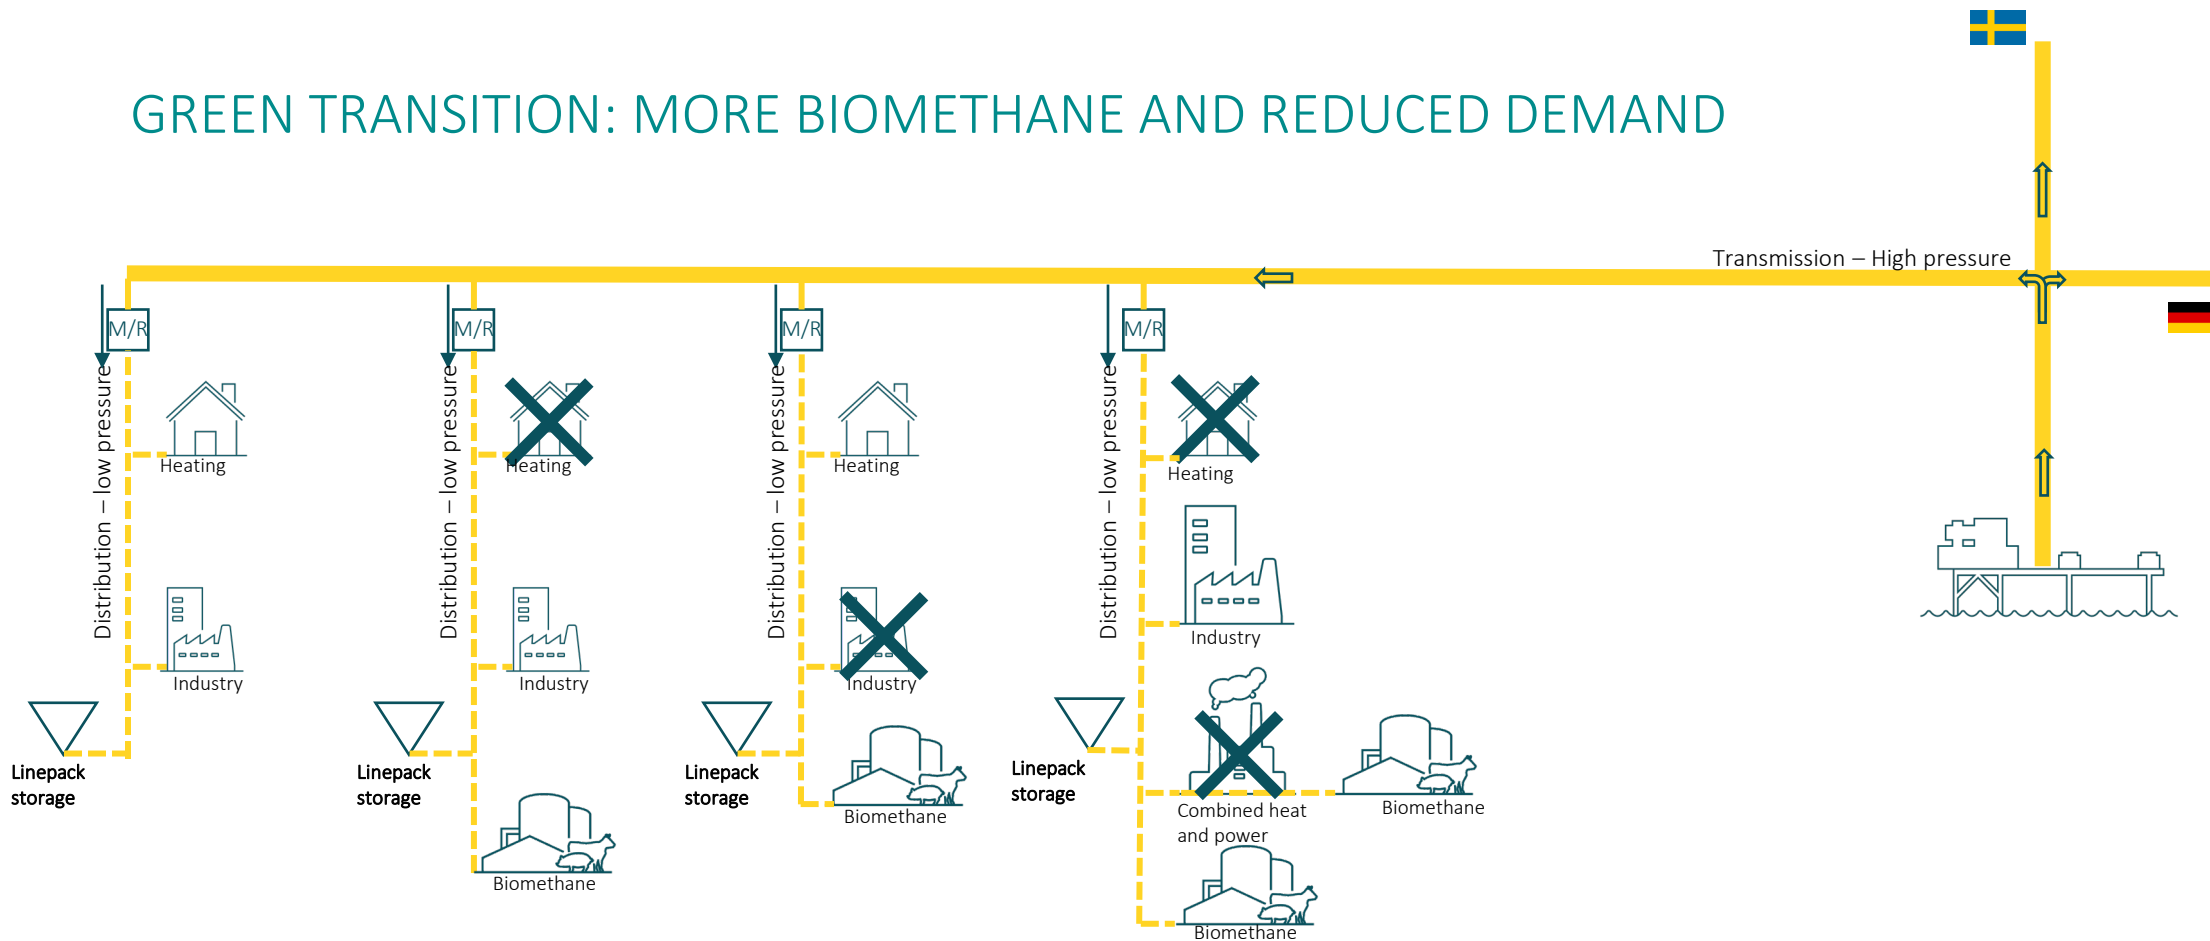 GREEN TRANSITION: MORE BIOMETHANE AND REDUCED DEMAND
Transmission – High pressure
M/R
M/R
M/R
M/R
Distribution – low pressure
Distribution – low pressure
Distribution – low pressure
Distribution – low pressure
Heating
Heating
Heating
Heating
Industry
Industry
Industry
Industry
Linepack
storage
Linepack
storage
Linepack
storage
Linepack
storage
Combined heat
and power
Biomethane
Biomethane
Biomethane
Biomethane